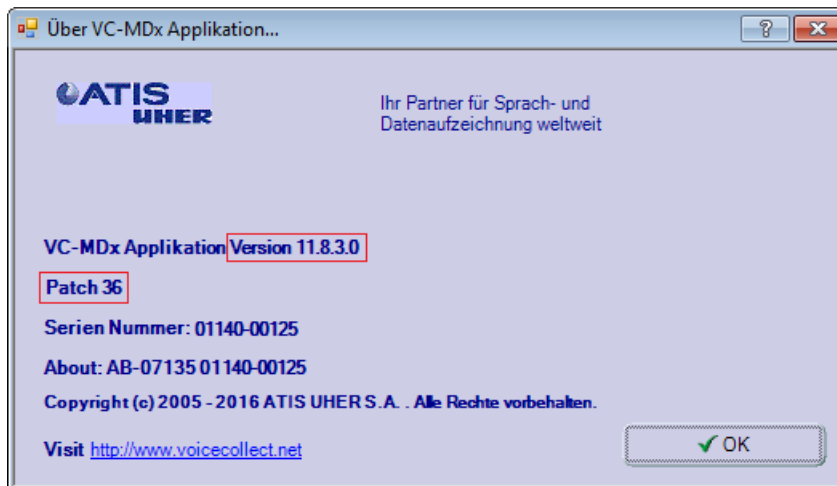 Über VC-MDx Applikation...
ATIS
UHER
Ihr Partner für Sprach- und
Datenaufzeichnung weltweit
VC-MDx Applikation Version 11.8.3.0
Patch 36
Serien Nummer: 01140-00125
About: AB-07135 01140-00125
Copyright (c) 2005 - 2016 ATIS UHER S.A. . Alle Rechte vorbehalten.
Visit http://www.voicecollect.net
OK